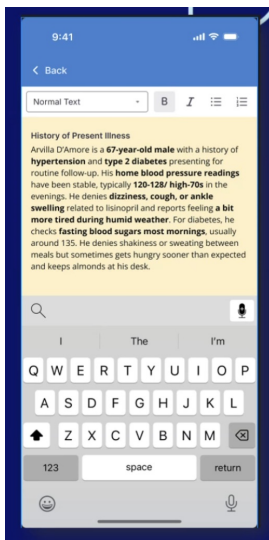 9:41
Back
Normal Text B I
History of Present Illness
Arvilla D'Amore is a 67-year-old male with a history of
hypertension and type 2 diabetes presenting for
routine follow-up. His home blood pressure readings
have been stable, typically 120-128/ high-70s in the
evenings. He denies dizziness, cough, or ankle
swelling related to lisinopril and reports feeling a bit
more tired during humid weather. For diabetes, he
checks fasting blood sugars most mornings, usually
around 135. He denies shakiness or sweating between
meals but sometimes gets hungry sooner than expected
and keeps almonds at his desk.
I The I'm
Q W E R T Y U I O P
A S D F G H J K L
Z X C V B N M
123 space return